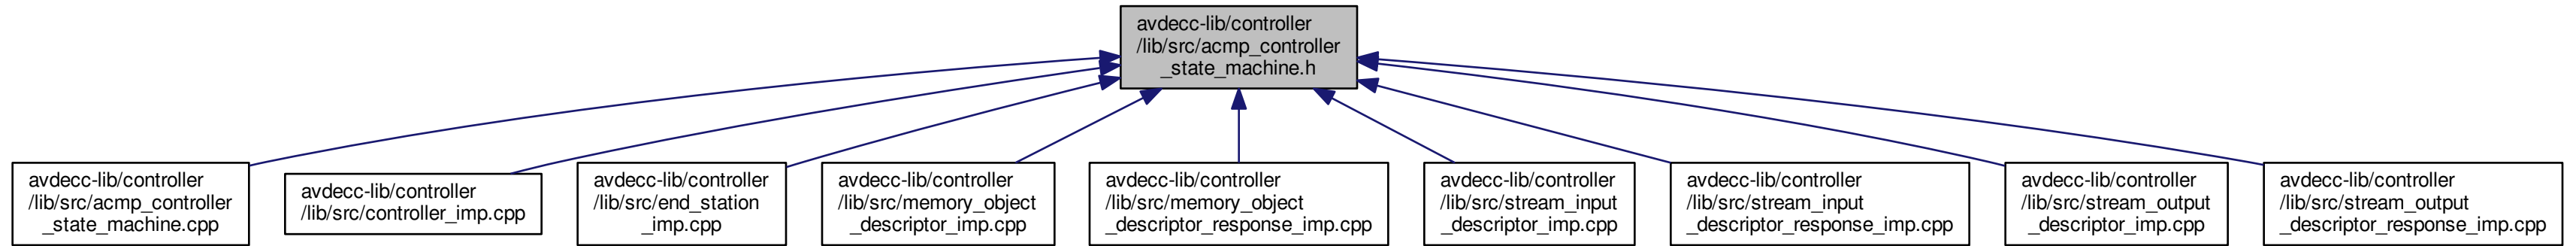 avdecc-lib/controller
/lib/src/acmp_controller
_state_machine.h
avdecc-lib/controller
/lib/src/acmp_controller
_state_machine.cpp
avdecc-lib/controller
/lib/src/controller_imp.cpp
avdecc-lib/controller
/lib/src/end_station
_imp.cpp
avdecc-lib/controller
/lib/src/memory_object
_descriptor_imp.cpp
avdecc-lib/controller
/lib/src/memory_object
_descriptor_response_imp.cpp
avdecc-lib/controller
/lib/src/stream_input
_descriptor_imp.cpp
avdecc-lib/controller
/lib/src/stream_input
_descriptor_response_imp.cpp
avdecc-lib/controller
/lib/src/stream_output
_descriptor_imp.cpp
avdecc-lib/controller
/lib/src/stream_output
_descriptor_response_imp.cpp